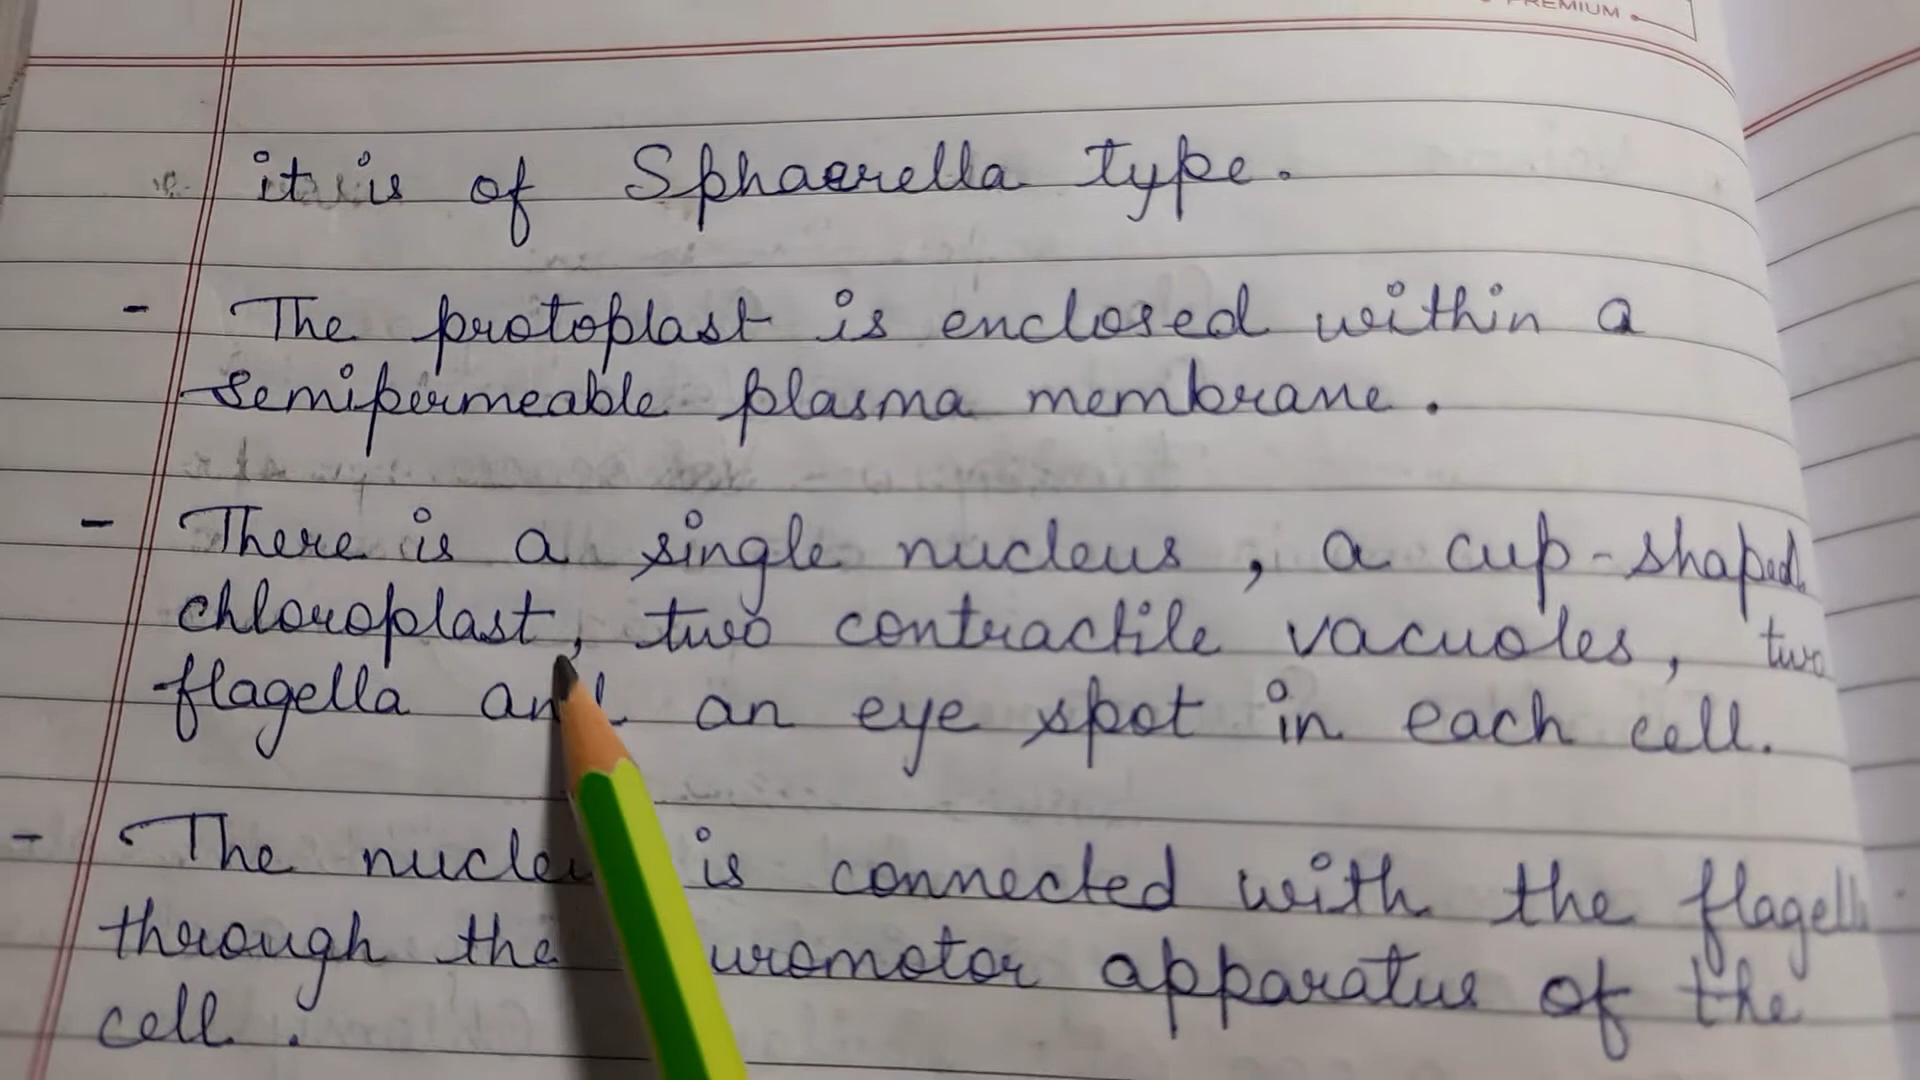 PREMIUM
it is of Sphaerella type.
- The protoplast is enclosed within a
semipermeable plasma membrane.
- There is a single nucleus, a cup-shaped
chloroplast, two contractile vacuoles, two
flagella and an eye spot in each cell.
- The is connected with the
through the apparatus of the
cell.